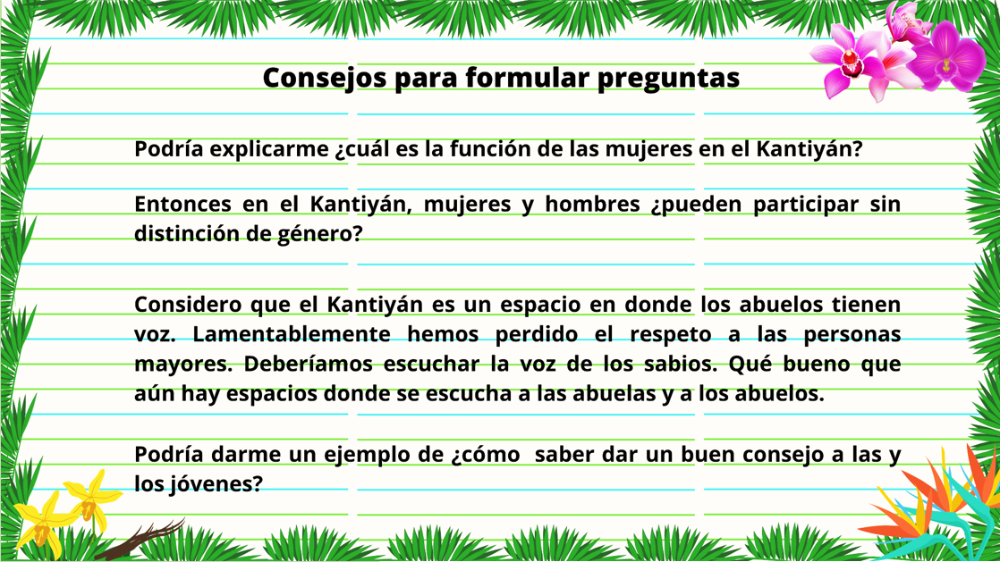 Consejos para formular preguntas
Podría explicarme ¿cuál es la función de las mujeres en el Kantiyán?
Entonces en el Kantiyán, mujeres y hombres ¿pueden participar sin
distinción de género?
Considero que el Kantiyán es un espacio en donde los abuelos tienen
voz. Lamentablemente hemos perdido el respeto a las personas
mayores. Deberíamos escuchar la voz de los sabios. Qué bueno que
aún hay espacios donde se escucha a las abuelas y a los abuelos.
Podría darme un ejemplo de ¿cómo  saber dar un buen consejo a las y
los jóvenes?